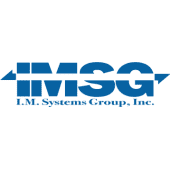 IMSG
I.M. Systems Group, Inc.